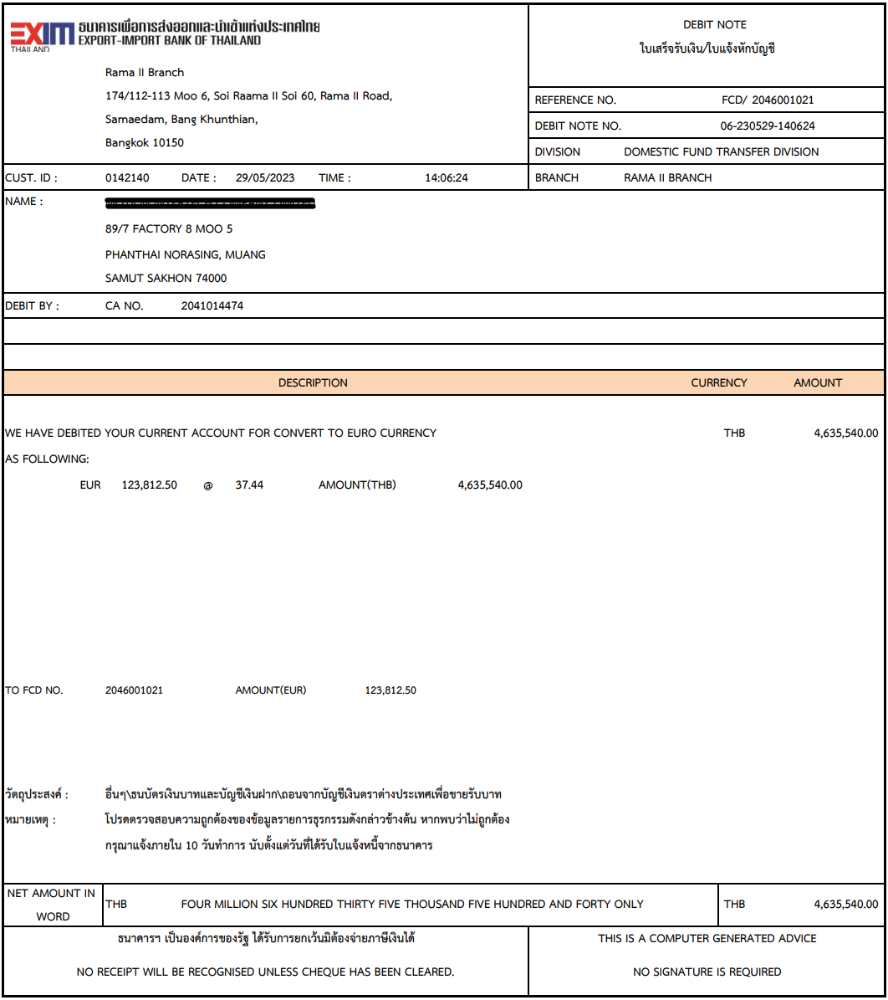 EXIM THAILAND ธนาคารเพื่อการส่งออกและนำเข้าแห่งประเทศไทย
EXPORT-IMPORT BANK OF THAILAND
Rama II Branch
174/112-113 Moo 6, Soi Raama II Soi 60, Rama II Road,
Samaedam, Bang Khunthian,
Bangkok 10150
DEBIT NOTE
ใบเสร็จรับเงิน/ใบแจ้งหักบัญชี
REFERENCE NO. FCD/ 2046001021
DEBIT NOTE NO. 06-230529-140624
DIVISION DOMESTIC FUND TRANSFER DIVISION
CUST. ID : 0142140 DATE : 29/05/2023 TIME : 14:06:24 BRANCH RAMA II BRANCH
NAME :
89/7 FACTORY 8 MOO 5
PHANTHAI NORASING, MUANG
SAMUT SAKHON 74000
DEBIT BY : CA NO. 2041014474
DESCRIPTION CURRENCY AMOUNT
WE HAVE DEBITED YOUR CURRENT ACCOUNT FOR CONVERT TO EURO CURRENCY THB 4,635,540.00
AS FOLLOWING:
EUR 123,812.50 @ 37.44 AMOUNT(THB) 4,635,540.00
TO FCD NO. 2046001021 AMOUNT(EUR) 123,812.50
วัตถุประสงค์ : อื่นๆ\ธนบัตรเงินบาทและบัญชีเงินฝาก\ถอนจากบัญชีเงินตราต่างประเทศเพื่อขายรับบาท
หมายเหตุ : โปรดตรวจสอบความถูกต้องของข้อมูลรายการธุรกรรมดังกล่าวข้างต้น หากพบว่าไม่ถูกต้อง
กรุณาแจ้งภายใน 10 วันทำการ นับตั้งแต่วันที่ได้รับใบแจ้งหนี้จากธนาคาร
NET AMOUNT IN WORD THB FOUR MILLION SIX HUNDRED THIRTY FIVE THOUSAND FIVE HUNDRED AND FORTY ONLY THB 4,635,540.00
ธนาคารฯ เป็นองค์การของรัฐ ได้รับการยกเว้นมิต้องจ่ายภาษีเงินได้
NO RECEIPT WILL BE RECOGNISED UNLESS CHEQUE HAS BEEN CLEARED.
THIS IS A COMPUTER GENERATED ADVICE
NO SIGNATURE IS REQUIRED